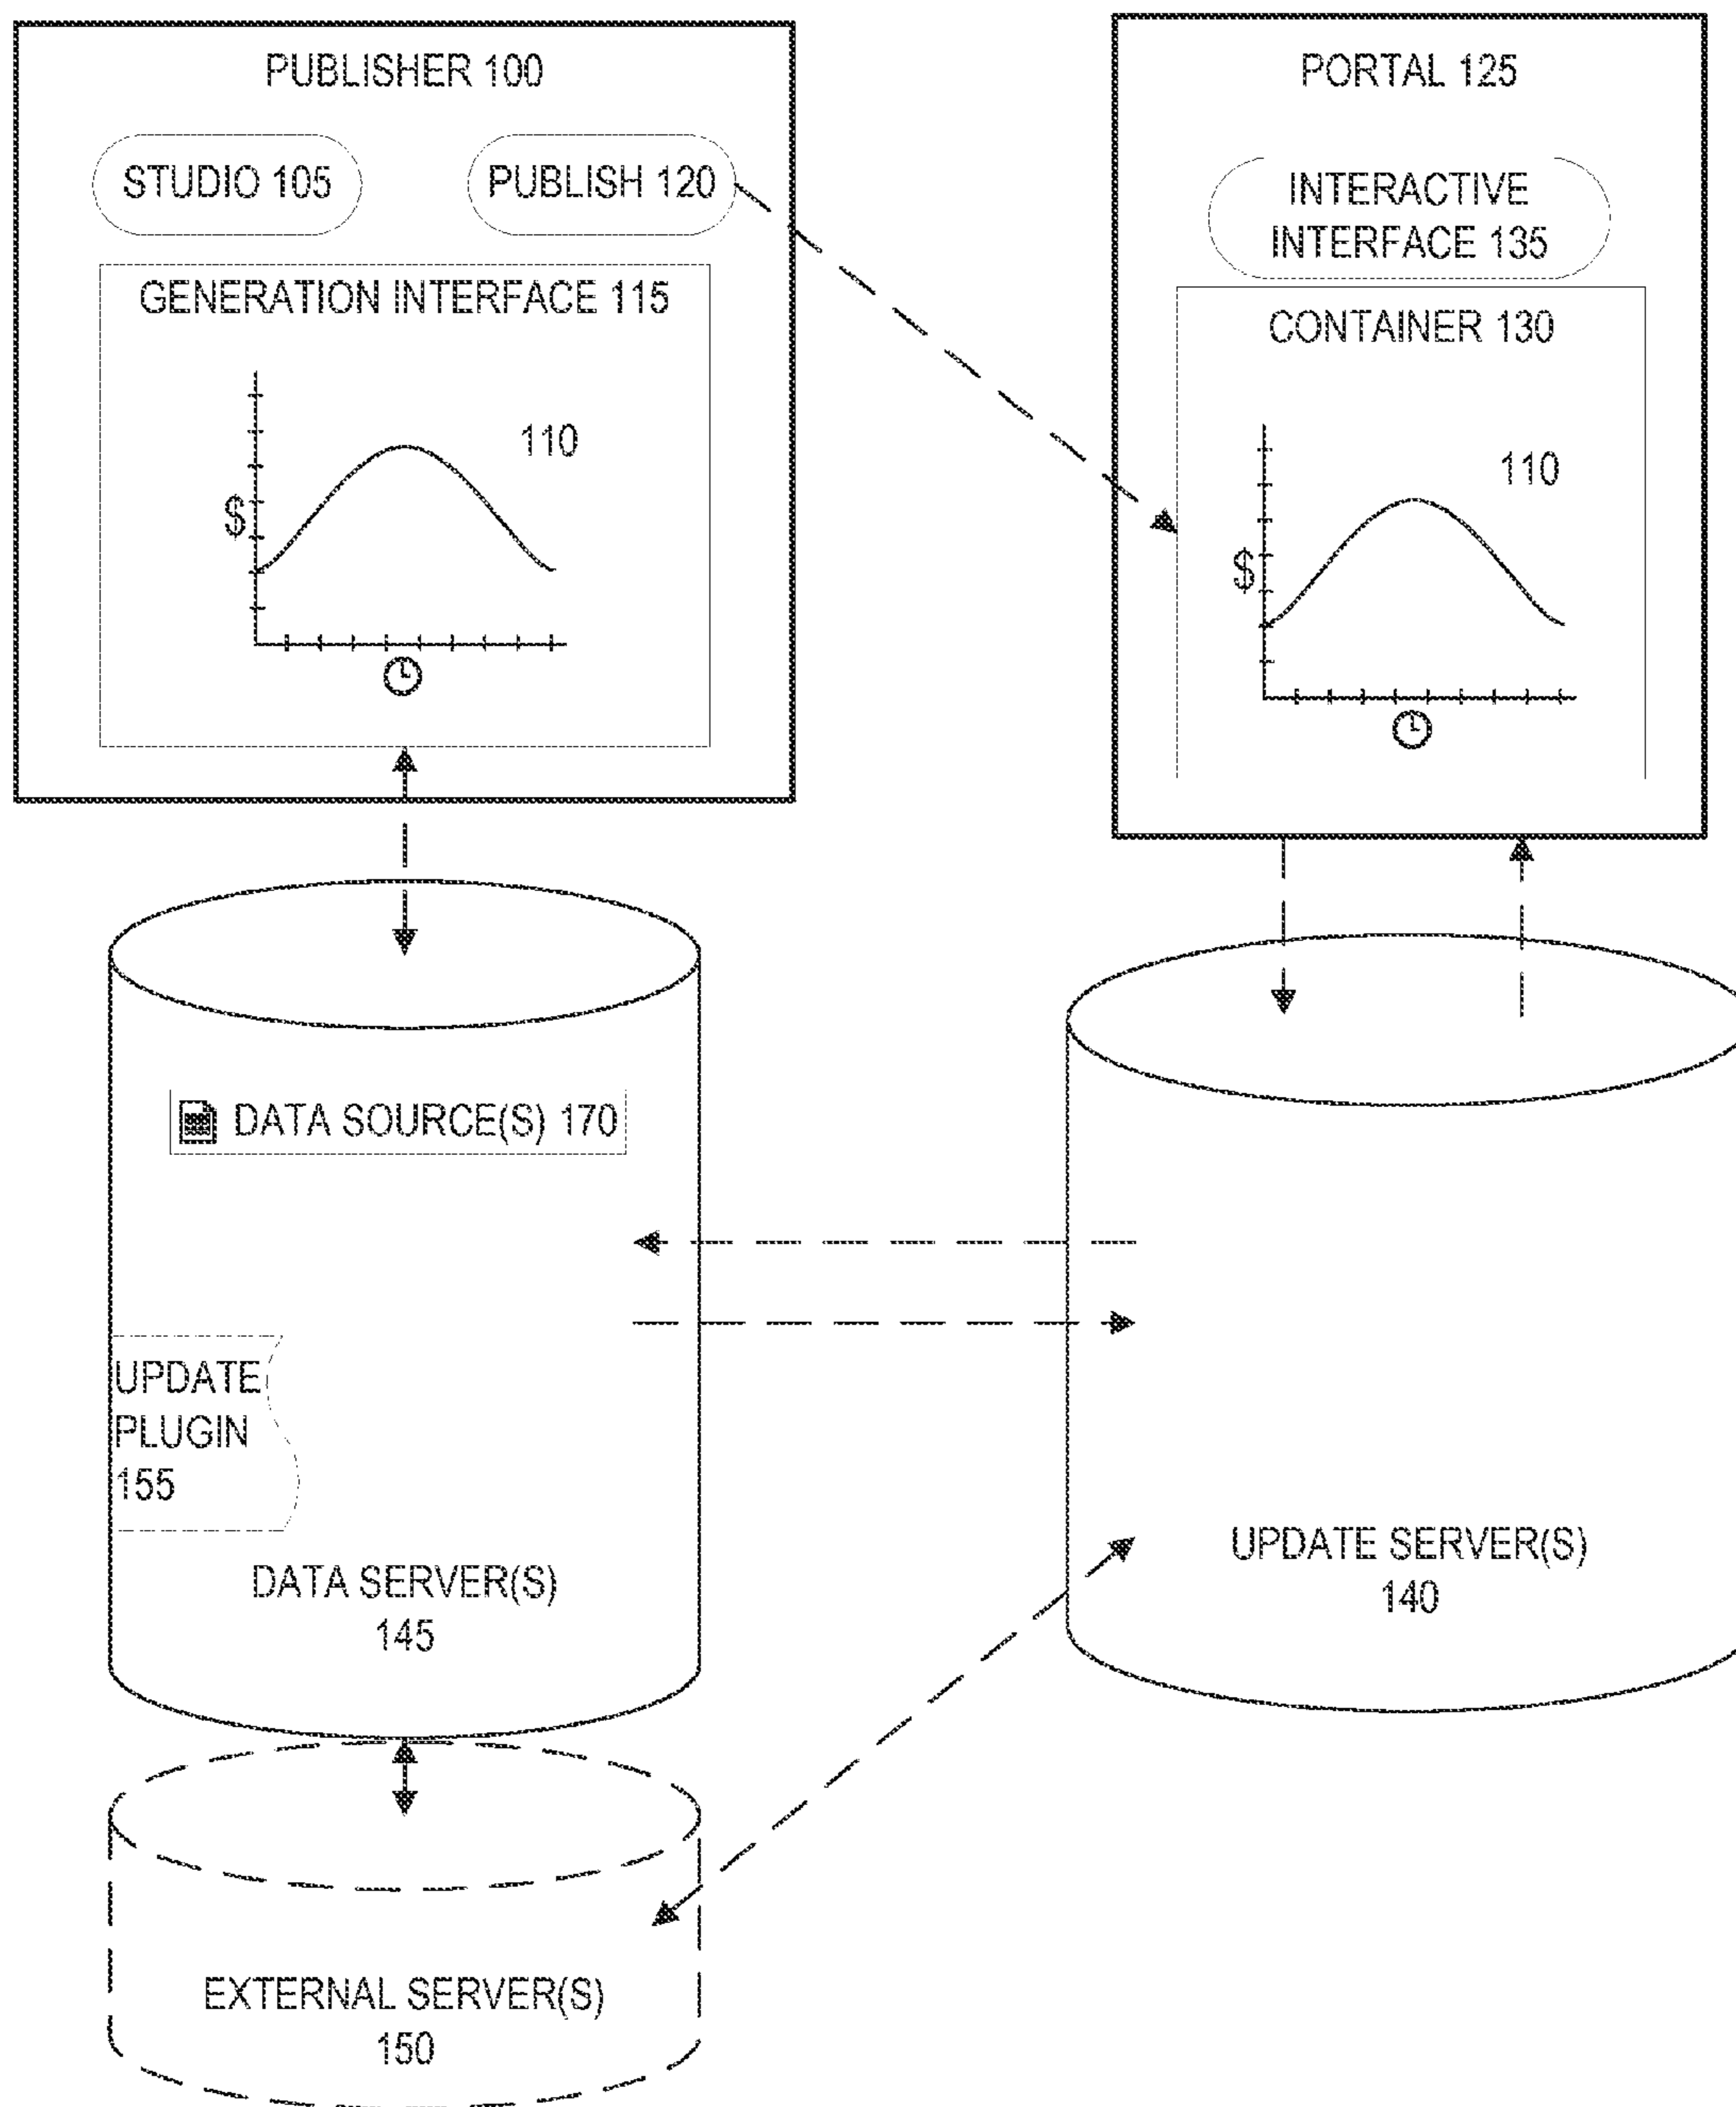 PUBLISHER 100
STUDIO 105
PUBLISH 120
GENERATION INTERFACE 115
110
$
PORTAL 125
INTERACTIVE
INTERFACE 135
CONTAINER 130
110
$
DATA SOURCE(S) 170
UPDATE
PLUGIN
155
DATA SERVER(S)
145
UPDATE SERVER(S)
140
EXTERNAL SERVER(S)
150